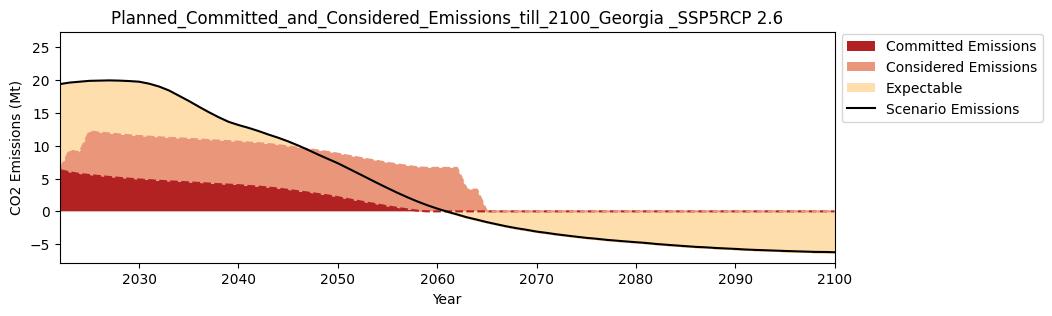 Planned_Committed_and_Considered_Emissions_till_2100_Georgia _SSP5RCP 2.6
CO2 Emissions (Mt)
25
20
15
10
5
0
−5
2030 2040 2050 2060 2070 2080 2090 2100
Year
Committed Emissions
Considered Emissions
Expectable
Scenario Emissions